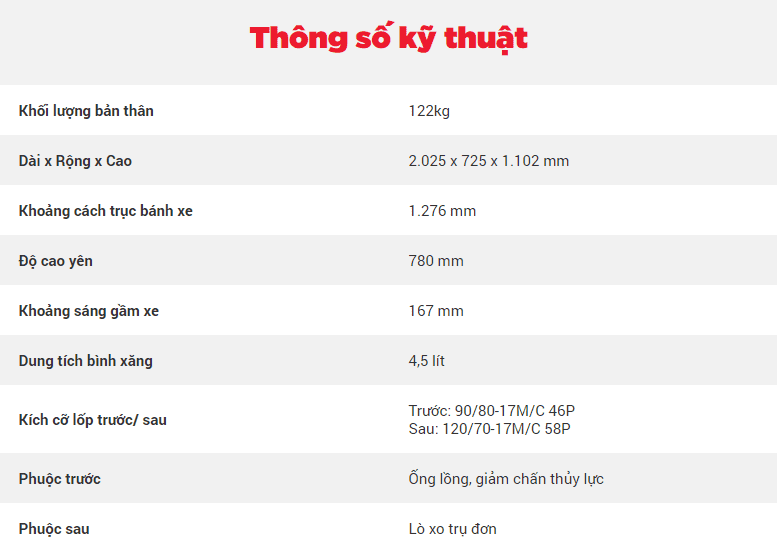 Thông số kỹ thuật
Khối lượng bản thân 122kg
Dài x Rộng x Cao 2.025 x 725 x 1.102 mm
Khoảng cách trục bánh xe 1.276 mm
Độ cao yên 780 mm
Khoảng sáng gầm xe 167 mm
Dung tích bình xăng 4,5 lít
Kích cỡ lốp trước/ sau Trước: 90/80-17M/C 46P
Sau: 120/70-17M/C 58P
Phuộc trước Ống lồng, giảm chấn thủy lực
Phuộc sau Lò xo trụ đơn